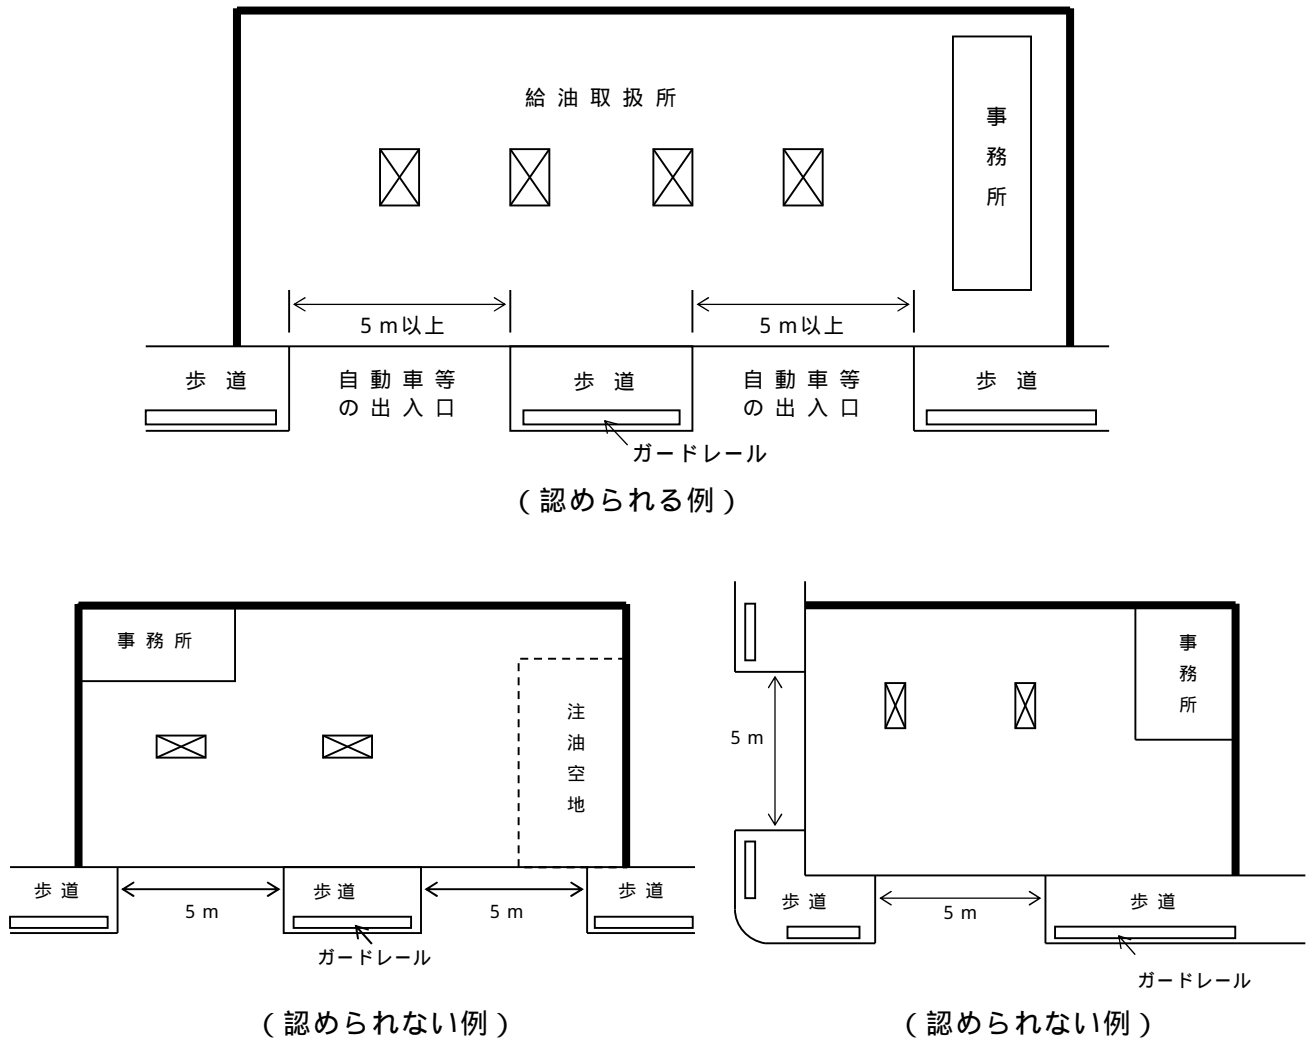 給油取扱所
事務所
5m以上
5m以上
歩道
自動車等
の出入口
歩道
自動車等
の出入口
歩道
ガードレール
（認められる例）
事務所
注油空地
歩道
5m
歩道
5m
歩道
ガードレール
（認められない例）
事務所
5m
歩道
5m
歩道
ガードレール
（認められない例）